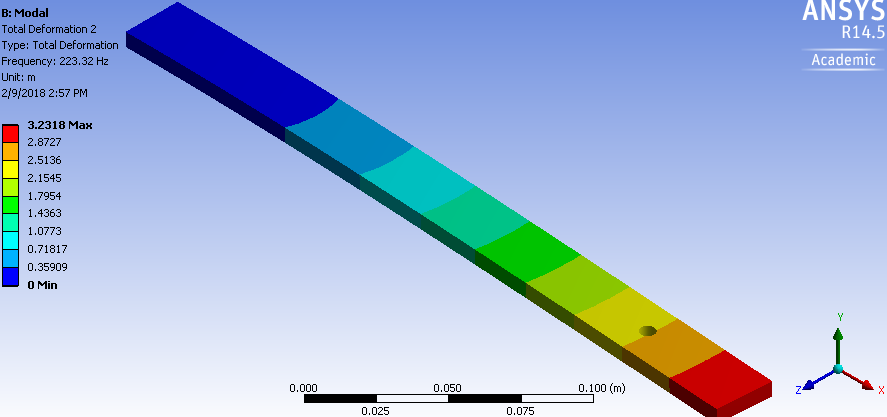 B: Modal
Total Deformation 2
Type: Total Deformation
Frequency: 223.32 Hz
Unit: m
2/9/2018 2:57 PM
3.2318 Max
2.8727
2.5136
2.1545
1.7954
1.4363
1.0773
0.71817
0.35909
0 Min
ANSYS
R14.5
Academic
0.000 0.050 0.100 (m)
0.025 0.075
Y
Z X